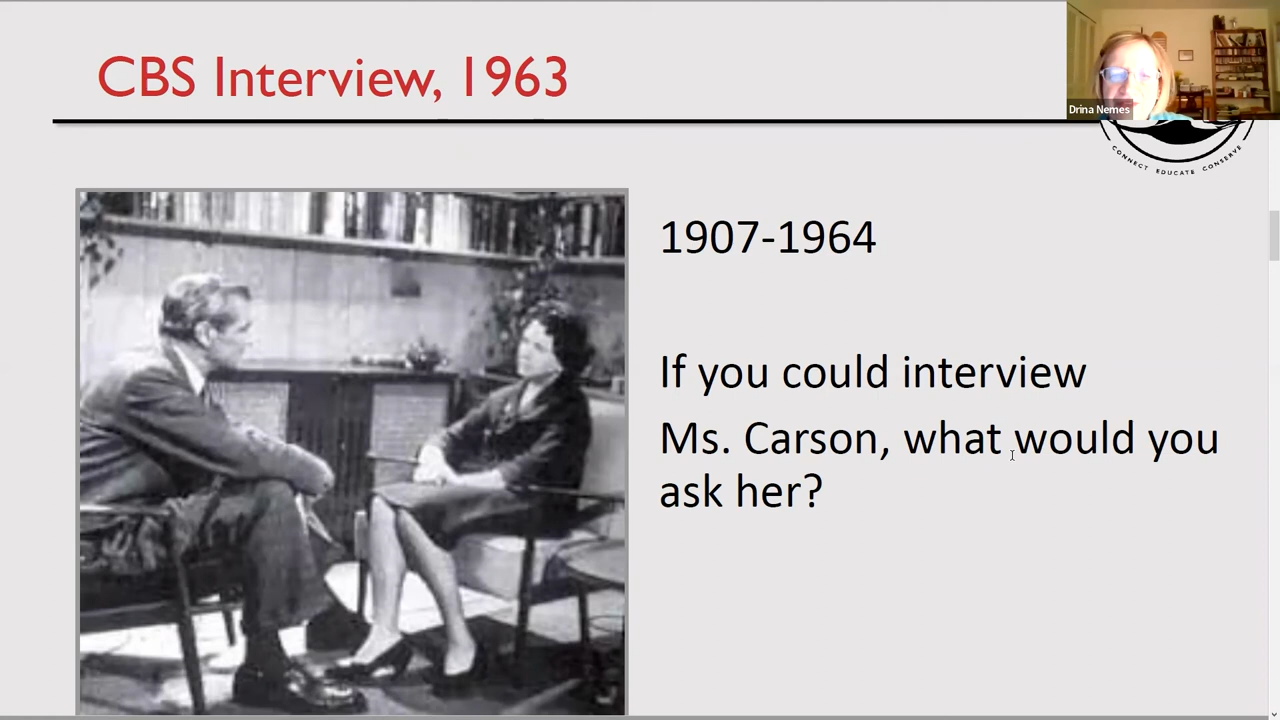 CBS Interview, 1963
Drina Nemes
CONNECT EDUCATE CONSERVE
1907-1964
If you could interview
Ms. Carson, what would you
ask her?